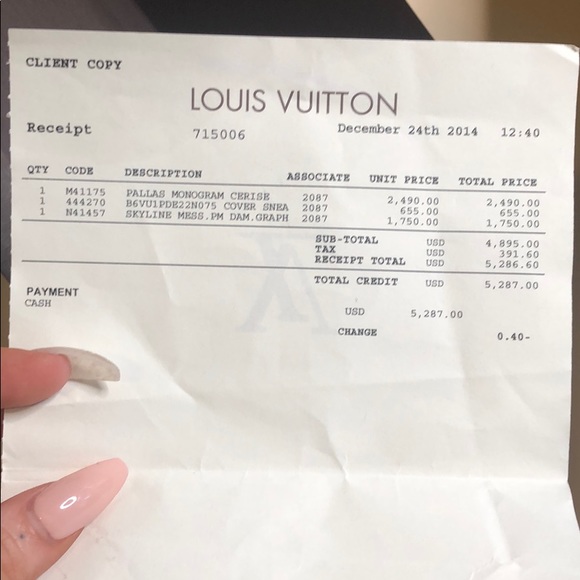 CLIENT COPY
LOUIS VUITTON
Receipt 715006 December 24th 2014 12:40
QTY CODE DESCRIPTION ASSOCIATE UNIT PRICE TOTAL PRICE
1 M41175 PALLAS MONOGRAM CERISE 2087 2,490.00 2,490.00
1 444270 B6VU1PDE22N075 COVER SNEA 2087 655.00 655.00
1 N41457 SKYLINE MESS.PM DAM.GRAPH 2087 1,750.00 1,750.00
SUB-TOTAL USD 4,895.00
TAX USD 391.60
RECEIPT TOTAL USD 5,286.60
TOTAL CREDIT USD 5,287.00
PAYMENT
CASH USD 5,287.00
CHANGE 0.40-